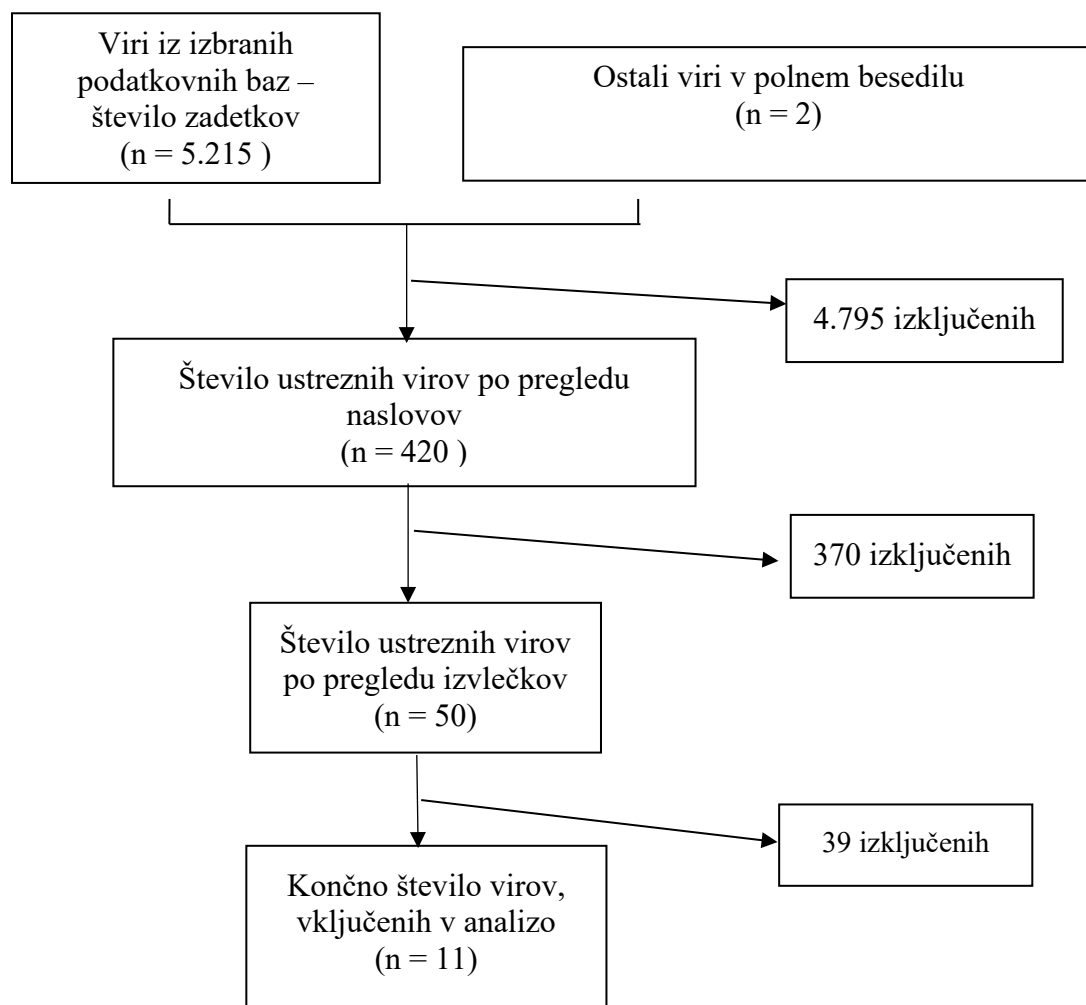 Viri iz izbranih
podatkovnih baz –
število zadetkov
(n = 5.215 )
Ostali viri v polnem besedilu
(n = 2)
4.795 izključenih
Število ustreznih virov po pregledu
naslovov
(n = 420 )
370 izključenih
Število ustreznih virov
po pregledu izvlečkov
(n = 50)
39 izključenih
Končno število virov,
vključenih v analizo
(n = 11)